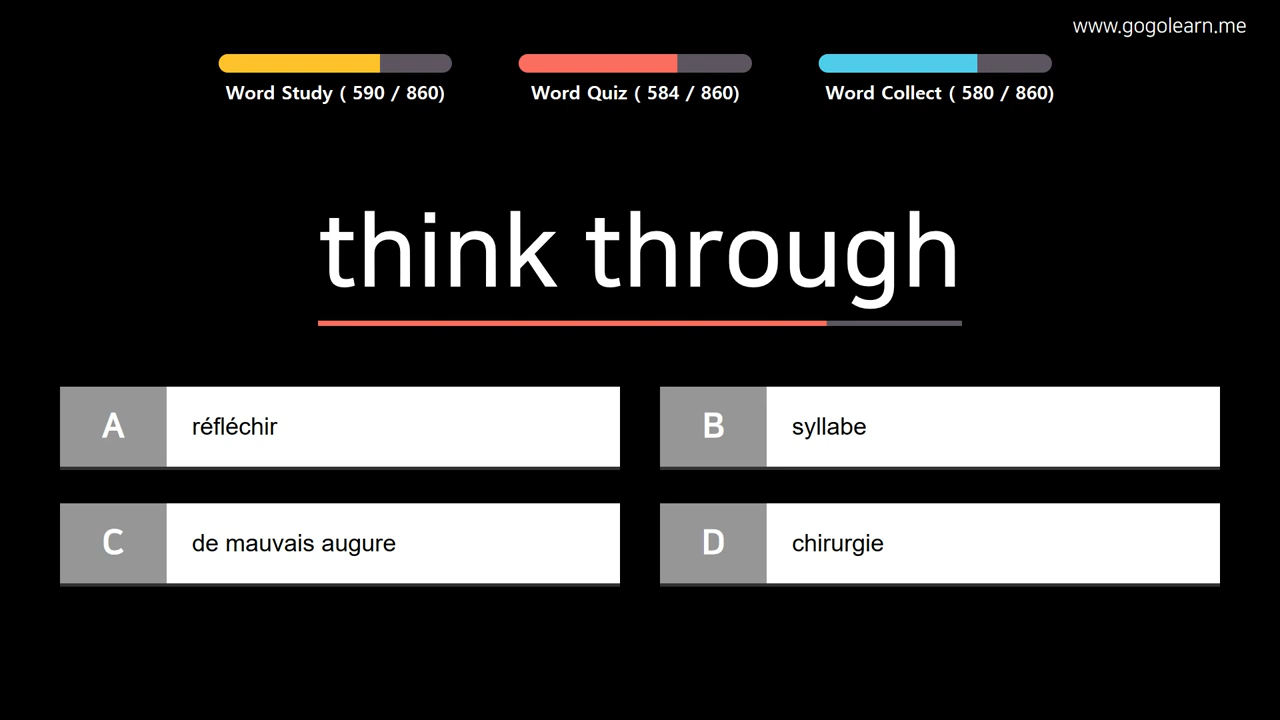 www.gogolearn.me
Word Study ( 590 / 860)
Word Quiz ( 584 / 860)
Word Collect ( 580 / 860)
think through
A réfléchir
B syllabe
C de mauvais augure
D chirurgie